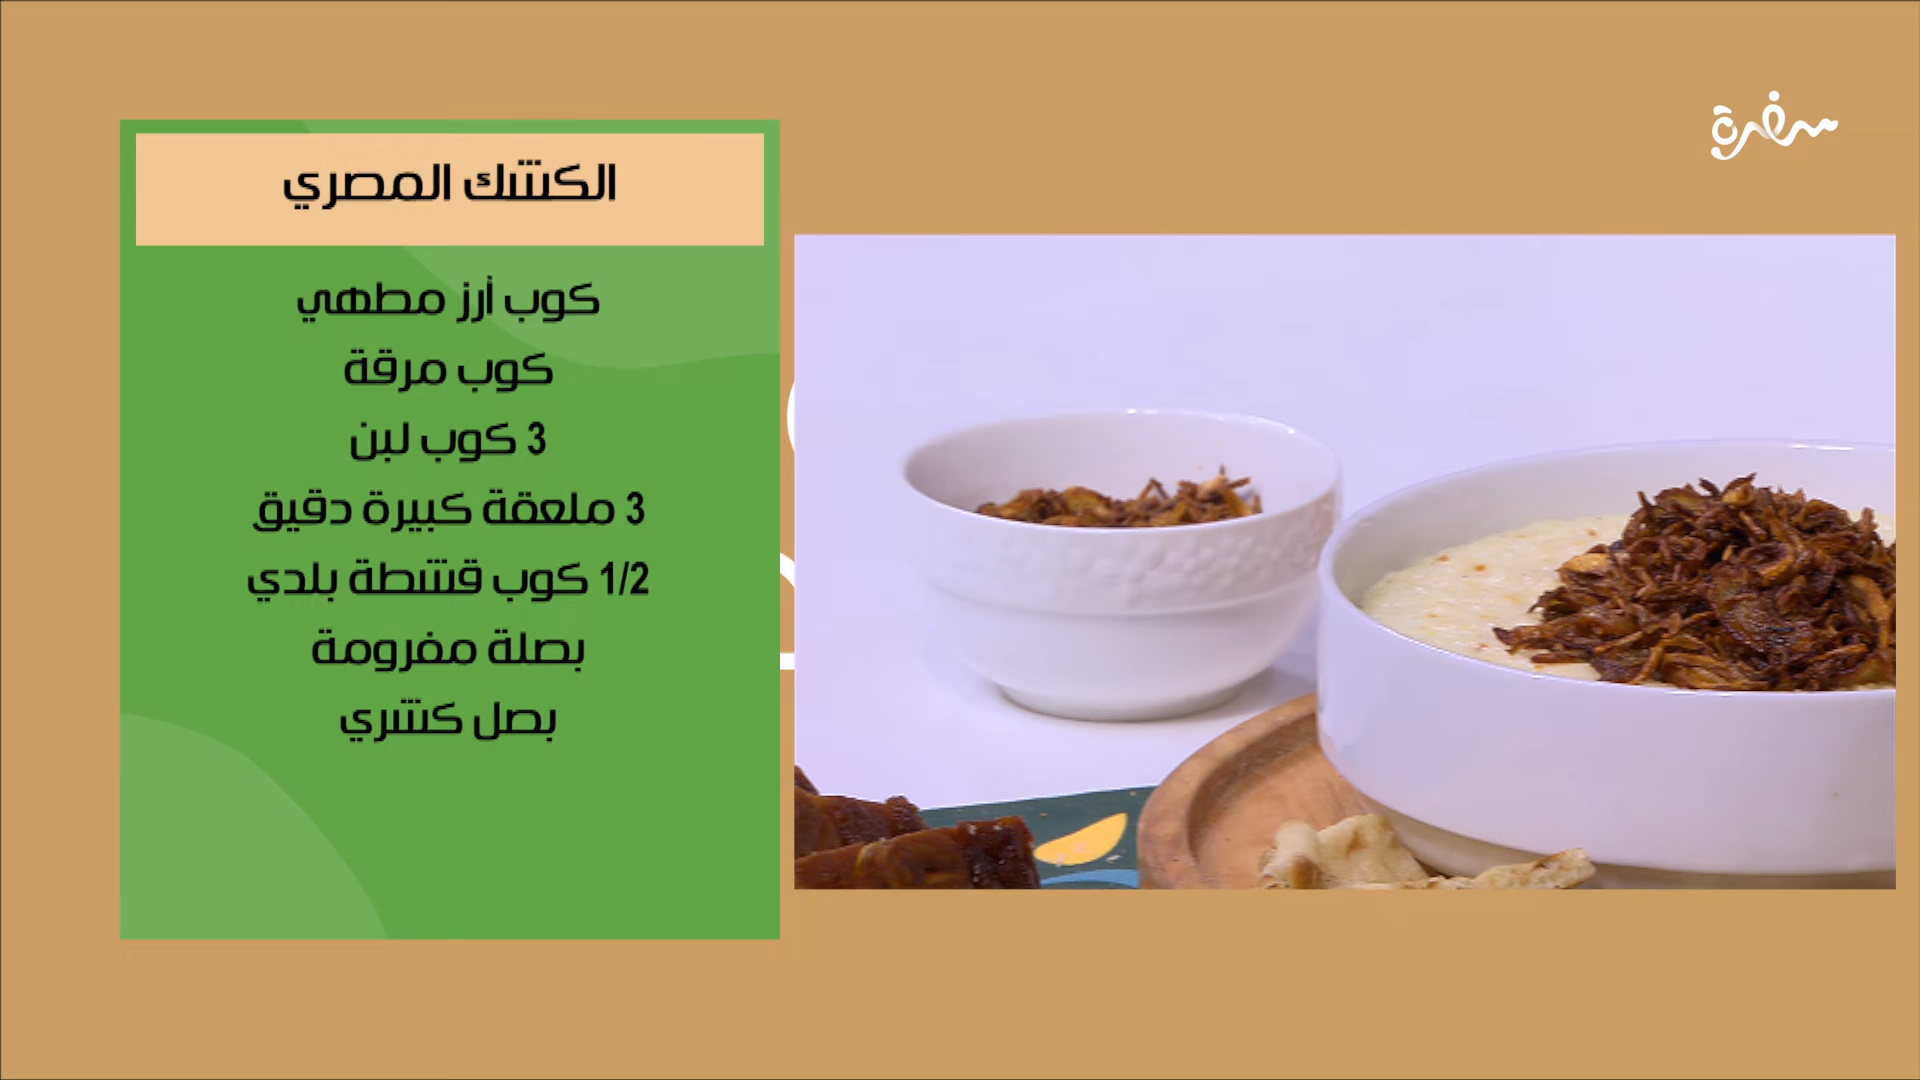 سفرة
الكشك المصري
كوب أرز مطهي
كوب مرقة
3 كوب لبن
3 ملعقة كبيرة دقيق
1/2 كوب قشطة بلدي
بصلة مفرومة
بصل كشري